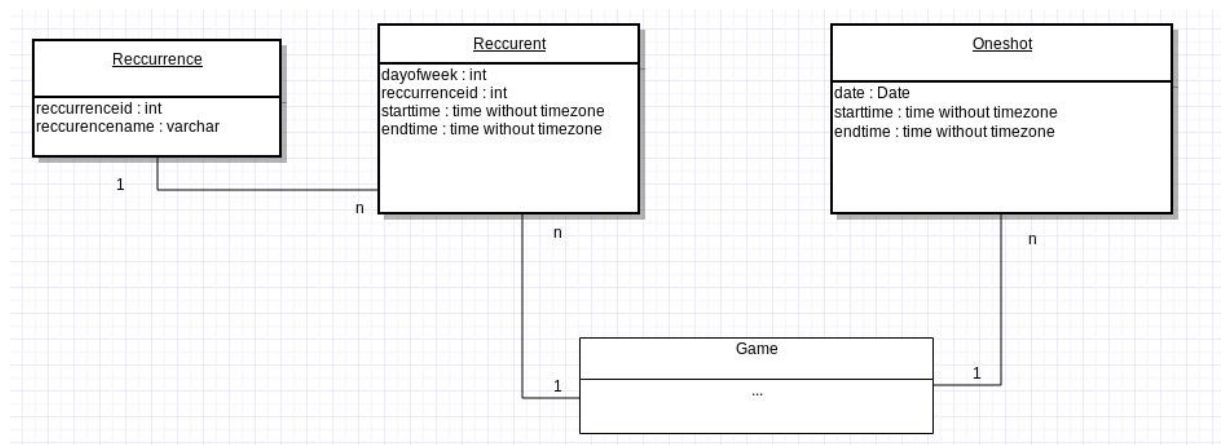 Reccurrence
reccurrenceid : int
reccurencename : varchar
Reccurent
dayofweek : int
reccurrenceid : int
starttime : time without timezone
endtime : time without timezone
Oneshot
date : Date
starttime : time without timezone
endtime : time without timezone
1
n
n
n
Game
...
1
1